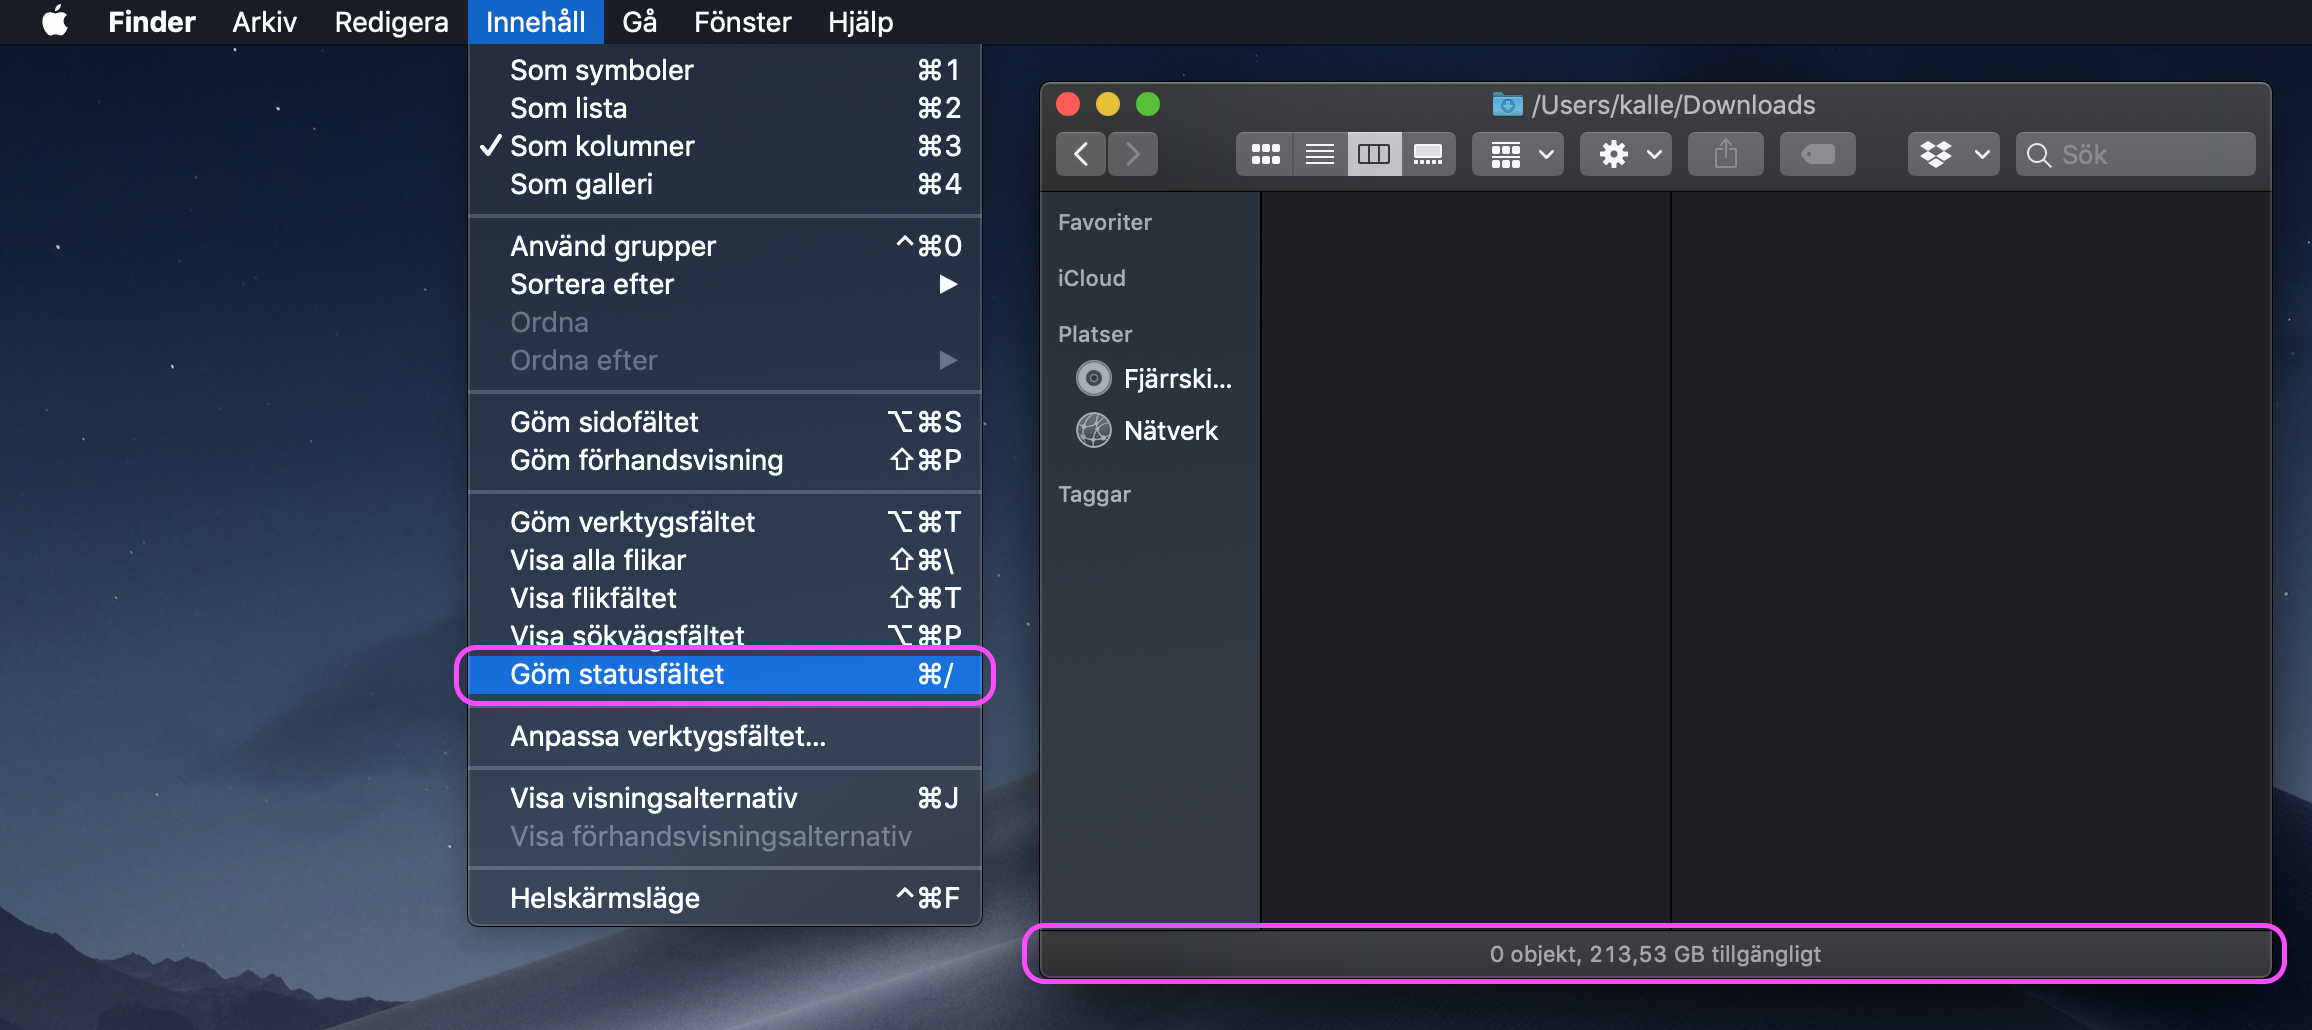 Finder Arkiv Redigera Innehåll Gå Fönster Hjälp
Som symboler ⌘1
Som lista ⌘2
✓ Som kolumner ⌘3
Som galleri ⌘4
Använd grupper ^⌘0
Sortera efter ▶
Ordna
Ordna efter ▶
Göm sidofältet ⌥⌘S
Göm förhandsvisning ⇧⌘P
Göm verktygsfältet ⌥⌘T
Visa alla flikar ⇧⌘\
Visa flikfältet ⇧⌘T
Visa sökvägsfältet ⌥⌘P
Göm statusfältet ⌘/
Anpassa verktygsfältet...
Visa visningsalternativ ⌘J
Visa förhandsvisningsalternativ
Helskärmsläge ^⌘F
/Users/kalle/Downloads
Sök
Favoriter
iCloud
Platser
Fjärrski...
Nätverk
Taggar
0 objekt, 213,53 GB tillgängligt